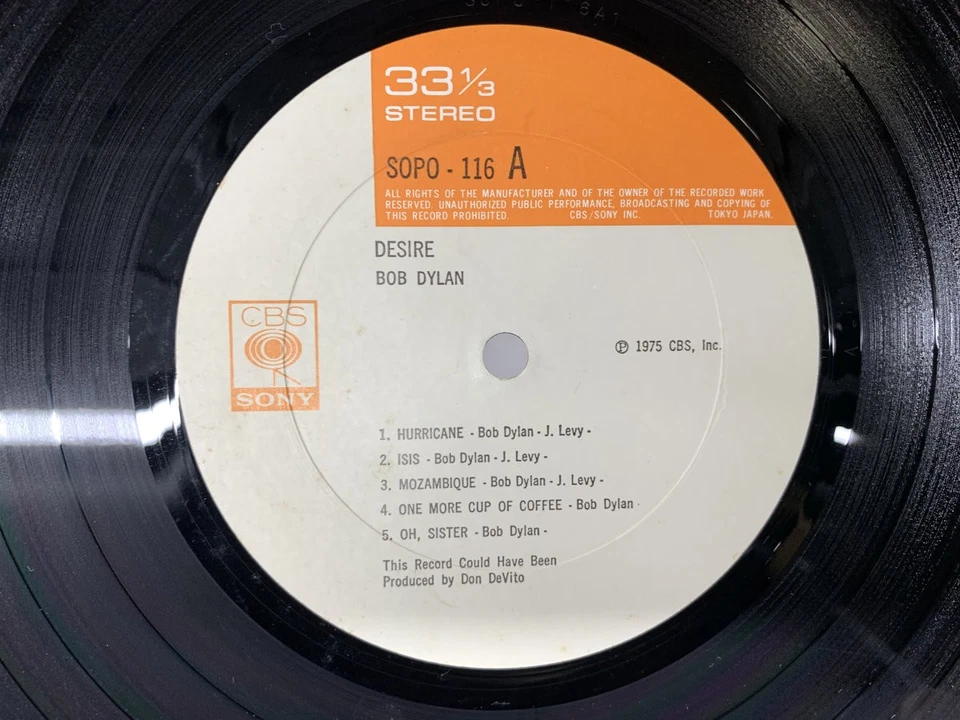 33 1/3
STEREO
SOPO - 116 A
ALL RIGHTS OF THE MANUFACTURER AND OF THE OWNER OF THE RECORDED WORK
RESERVED. UNAUTHORIZED PUBLIC PERFORMANCE, BROADCASTING AND COPYING OF
THIS RECORD PROHIBITED. CBS/SONY INC. TOKYO JAPAN.
DESIRE
BOB DYLAN
CBS
SONY
℗ 1975 CBS, Inc.
1. HURRICANE - Bob Dylan - J. Levy -
2. ISIS - Bob Dylan - J. Levy -
3. MOZAMBIQUE - Bob Dylan - J. Levy -
4. ONE MORE CUP OF COFFEE - Bob Dylan -
5. OH, SISTER - Bob Dylan -
This Record Could Have Been
Produced by Don DeVito